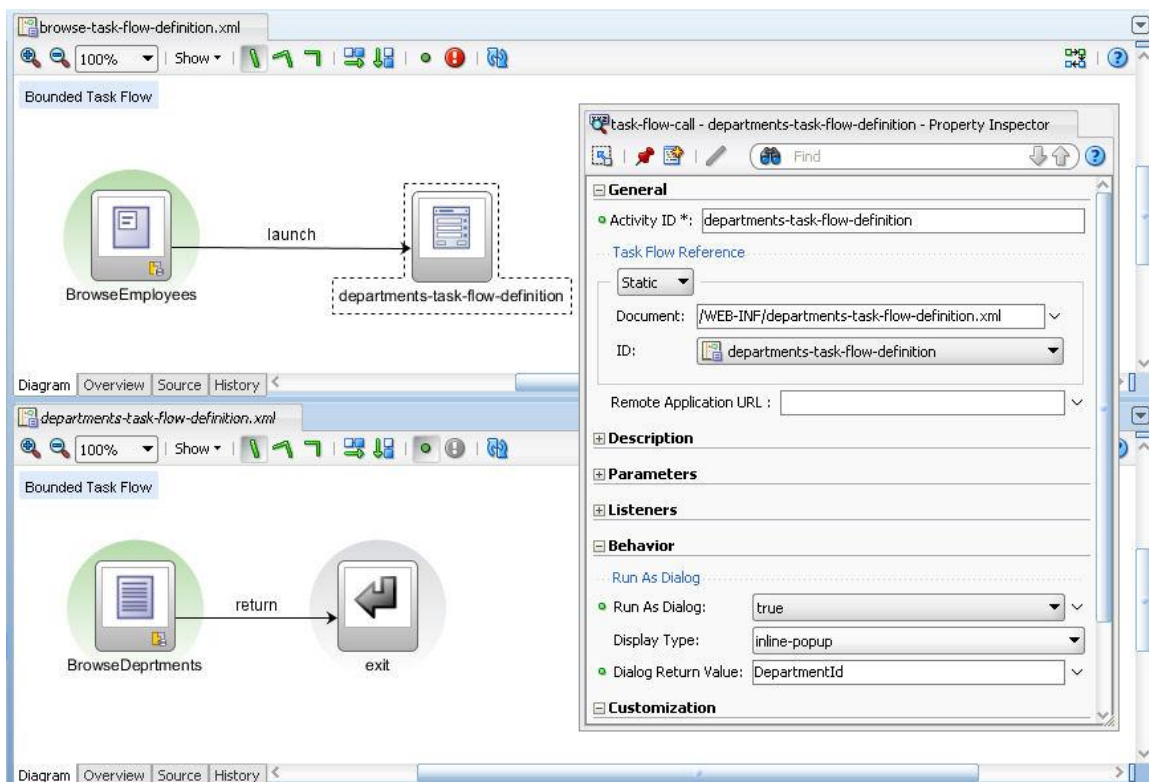 browse-task-flow-definition.xml
100% Show
Bounded Task Flow
BrowseEmployees
launch
departments-task-flow-definition
Diagram Overview Source History
departments-task-flow-definition.xml
100% Show
Bounded Task Flow
BrowseDeprtments
return
exit
Diagram Overview Source History
task-flow-call - departments-task-flow-definition - Property Inspector
Find
General
Activity ID *: departments-task-flow-definition
Task Flow Reference
Static
Document: /WEB-INF/departments-task-flow-definition.xml
ID: departments-task-flow-definition
Remote Application URL :
Description
Parameters
Listeners
Behavior
Run As Dialog
Run As Dialog: true
Display Type: inline-popup
Dialog Return Value: DepartmentId
Customization